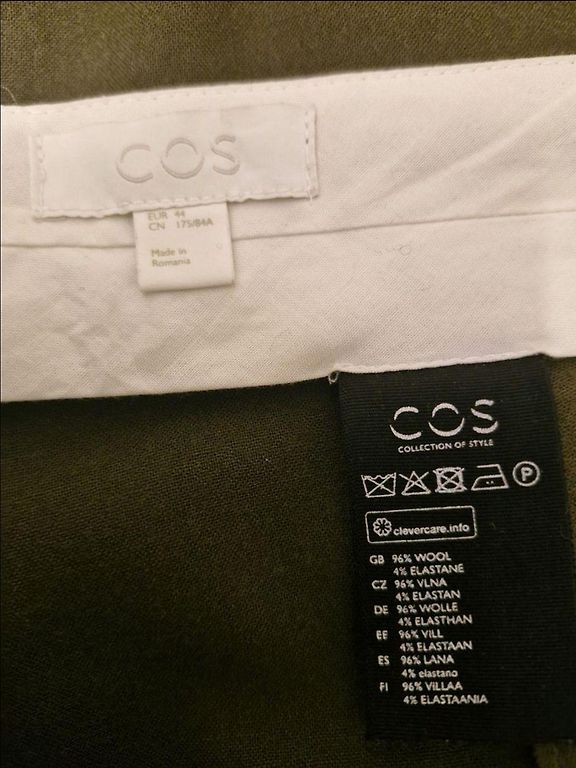 COS
EUR 44
CN 175/84A
Made in
Romania
COS
COLLECTION OF STYLE
P
clevercare.info
GB 96% WOOL
4% ELASTANE
CZ 96% VLNA
4% ELASTAN
DE 96% WOLLE
4% ELASTHAN
EE 96% VILL
4% ELASTAAN
ES 96% LANA
4% elastano
FI 96% VILLAA
4% ELASTAANIA